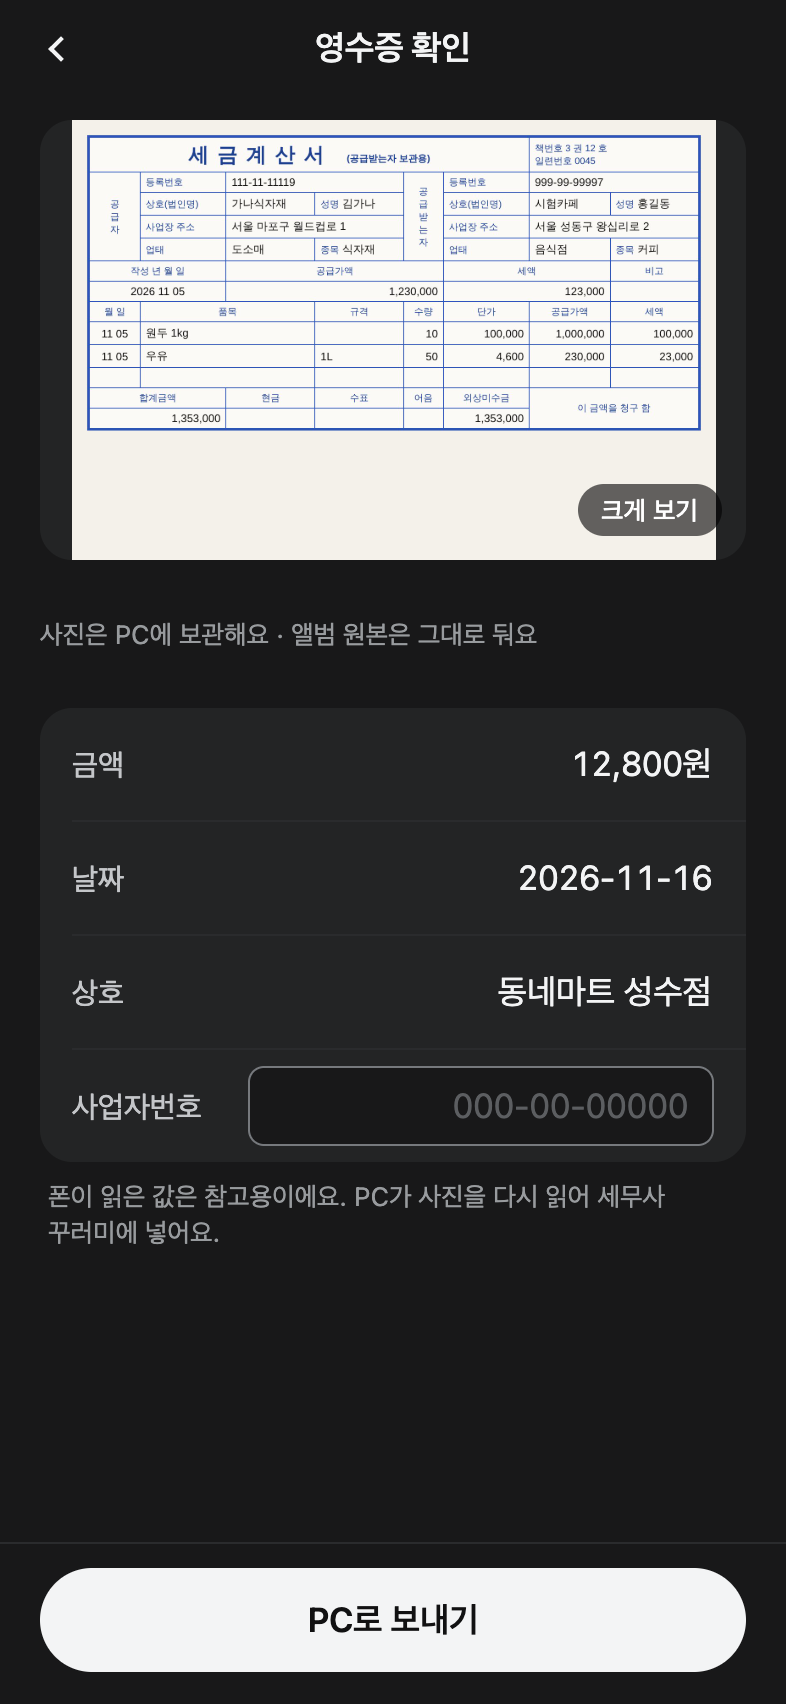 영수증 확인
세 금 계 산 서 (공급받는자 보관용)
책번호 3 권 12 호
일련번호 0045
공급자
등록번호 111-11-11119
상호(법인명) 가나식자재 성명 김가나
사업장 주소 서울 마포구 월드컵로 1
업태 도소매 종목 식자재
공급받는자
등록번호 999-99-99997
상호(법인명) 시험카페 성명 홍길동
사업장 주소 서울 성동구 왕십리로 2
업태 음식점 종목 커피
작성 년 월 일 공급가액 세액 비고
2026 11 05 1,230,000 123,000
월 일 품목 규격 수량 단가 공급가액 세액
11 05 원두 1kg 10 100,000 1,000,000 100,000
11 05 우유 1L 50 4,600 230,000 23,000
합계금액 현금 수표 어음 외상미수금 이 금액을 청구 함
1,353,000 1,353,000
크게 보기
사진은 PC에 보관해요 · 앨범 원본은 그대로 둬요
금액 12,800원
날짜 2026-11-16
상호 동네마트 성수점
사업자번호 000-00-00000
폰이 읽은 값은 참고용이에요. PC가 사진을 다시 읽어 세무사
꾸러미에 넣어요.
PC로 보내기